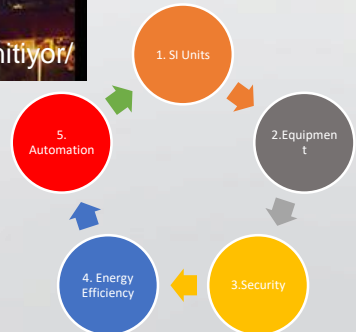 nitiyor/
1. SI Units
2.Equipmen
t
3.Security
4. Energy
Efficiency
5.
Automation